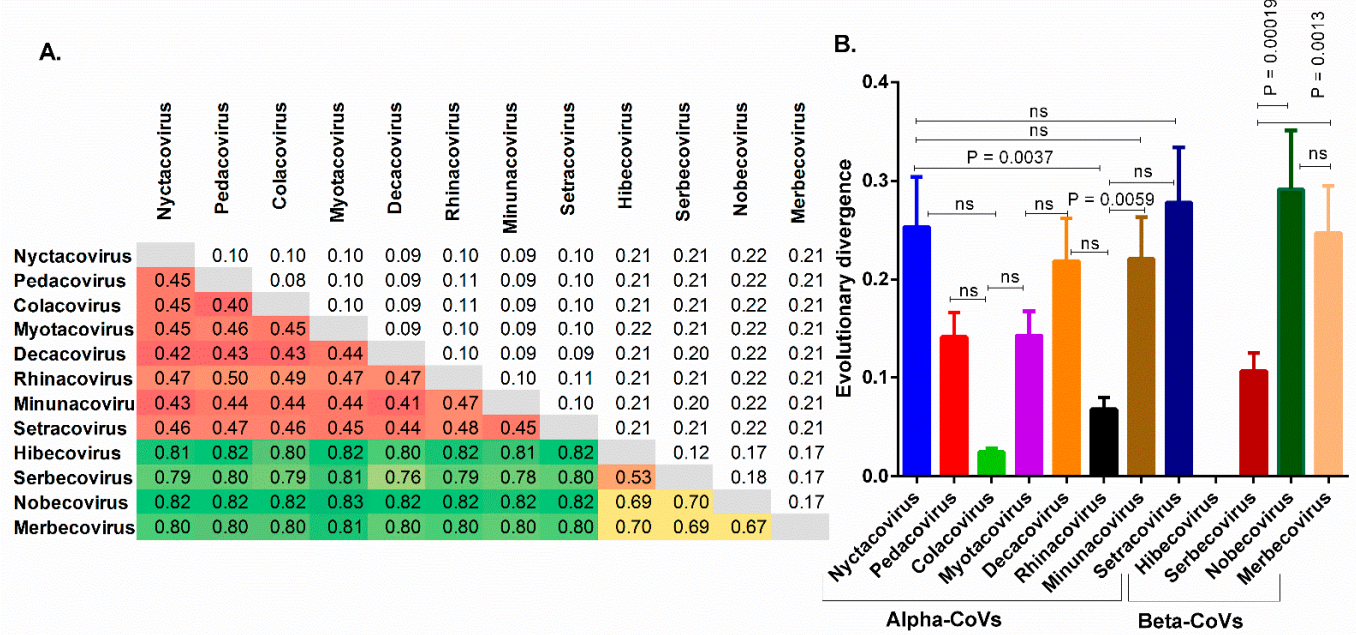 A.
Nyctacovirus Pedacovirus Colacovirus Myotacovirus Decacovirus Rhinacovirus Minunacovirus Setracovirus Hibecovirus Serbecovirus Nobecovirus Merbecovirus
Nyctacovirus 0.10 0.10 0.10 0.09 0.10 0.09 0.10 0.21 0.21 0.22 0.21
Pedacovirus 0.45 0.08 0.10 0.09 0.11 0.09 0.10 0.21 0.21 0.22 0.21
Colacovirus 0.45 0.40 0.10 0.09 0.11 0.09 0.10 0.21 0.21 0.22 0.21
Myotacovirus 0.45 0.46 0.45 0.09 0.10 0.09 0.10 0.22 0.21 0.22 0.21
Decacovirus 0.42 0.43 0.43 0.44 0.10 0.09 0.09 0.21 0.20 0.22 0.21
Rhinacovirus 0.47 0.50 0.49 0.47 0.47 0.10 0.11 0.21 0.21 0.22 0.21
Minunacoviru 0.43 0.44 0.44 0.44 0.41 0.47 0.10 0.21 0.20 0.22 0.21
Setracovirus 0.46 0.47 0.46 0.45 0.44 0.48 0.45 0.21 0.21 0.22 0.21
Hibecovirus 0.81 0.82 0.80 0.82 0.80 0.82 0.81 0.82 0.12 0.17 0.17
Serbecovirus 0.79 0.80 0.79 0.81 0.76 0.79 0.78 0.80 0.53 0.18 0.17
Nobecovirus 0.82 0.82 0.82 0.83 0.82 0.82 0.82 0.82 0.69 0.70 0.17
Merbecovirus 0.80 0.80 0.80 0.81 0.80 0.80 0.80 0.80 0.70 0.69 0.67
B.
Evolutionary divergence
0.4
0.3
0.2
0.1
0.0
P = 0.00019
P = 0.0013
ns
ns
P = 0.0037
ns
ns
P = 0.0059
ns
ns
ns
ns
ns
Nyctacovirus
Pedacovirus
Colacovirus
Myotacovirus
Decacovirus
Rhinacovirus
Minunacovirus
Setracovirus
Hibecovirus
Serbecovirus
Nobecovirus
Merbecovirus
Alpha-CoVs
Beta-CoVs